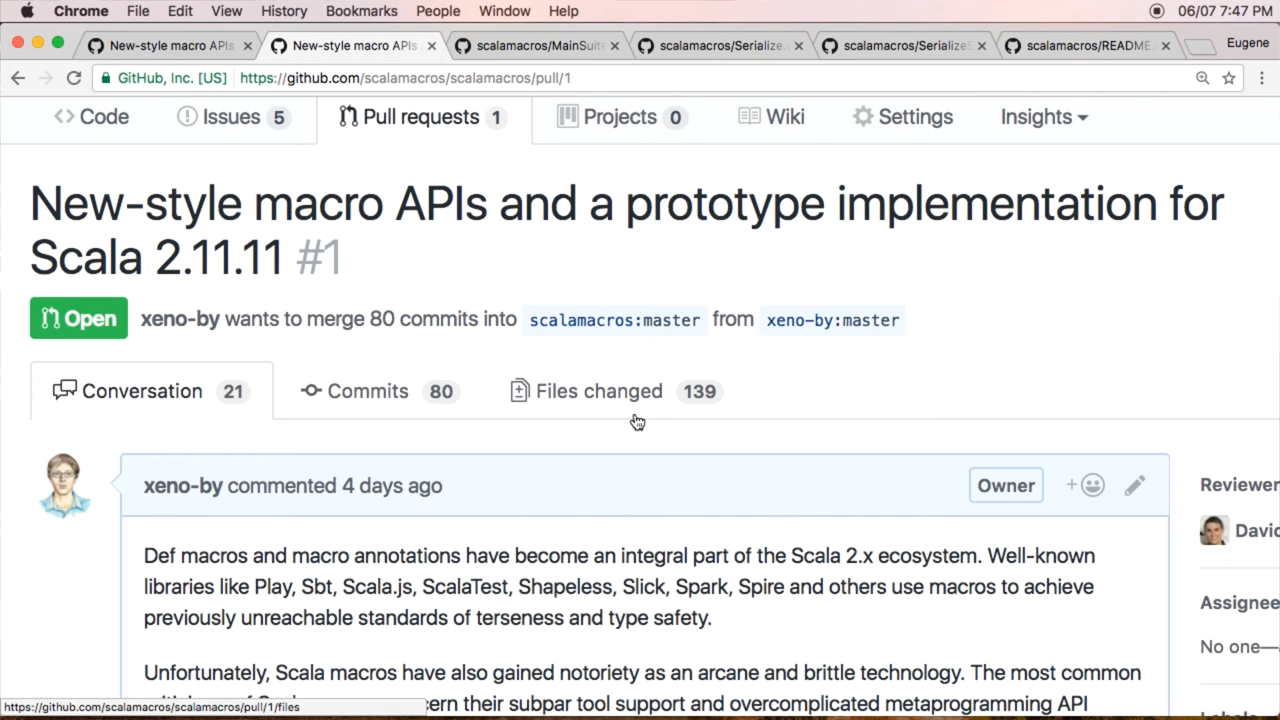 Chrome File Edit View History Bookmarks People Window Help 06/07 7:47 PM
New-style macro APIs New-style macro APIs scalamacros/MainSuite scalamacros/Serialize scalamacros/Serialize scalamacros/README Eugene
GitHub, Inc. [US] https://github.com/scalamacros/scalamacros/pull/1
Code Issues 5 Pull requests 1 Projects 0 Wiki Settings Insights
New-style macro APIs and a prototype implementation for
Scala 2.11.11 #1
Open xeno-by wants to merge 80 commits into scalamacros:master from xeno-by:master
Conversation 21 Commits 80 Files changed 139
xeno-by commented 4 days ago Owner
Reviewer
Def macros and macro annotations have become an integral part of the Scala 2.x ecosystem. Well-known
David
libraries like Play, Sbt, Scala.js, ScalaTest, Shapeless, Slick, Spark, Spire and others use macros to achieve
previously unreachable standards of terseness and type safety.
Assignee
No one—
Unfortunately, Scala macros have also gained notoriety as an arcane and brittle technology. The most common
their subpar tool support and overcomplicated metaprogramming API
https://github.com/scalamacros/scalamacros/pull/1/files